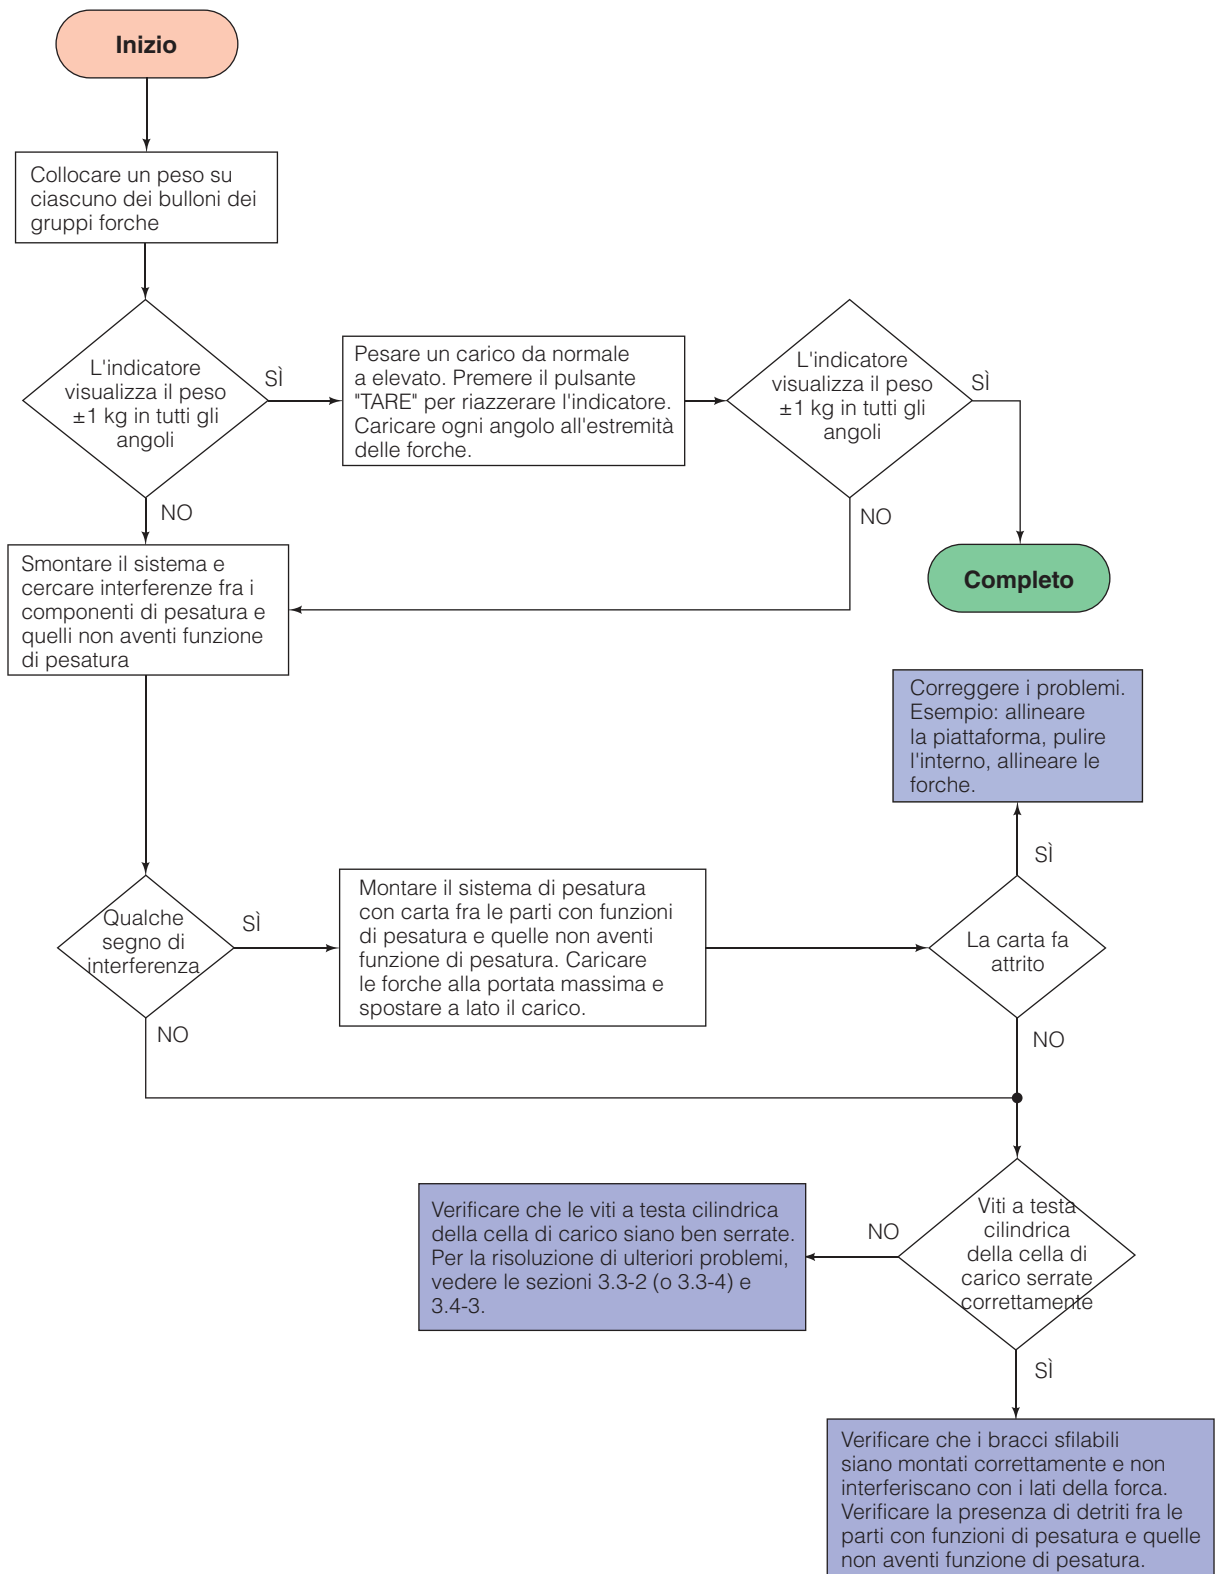 Inizio
Collocare un peso su
ciascuno dei bulloni dei
gruppi forche
L'indicatore
visualizza il peso
±1 kg in tutti gli
angoli
SÌ
NO
Pesare un carico da normale
a elevato. Premere il pulsante
"TARE" per riazzerare l'indicatore.
Caricare ogni angolo all'estremità
delle forche.
L'indicatore
visualizza il peso
±1 kg in tutti gli
angoli
SÌ
NO
Completo
Smontare il sistema e
cercare interferenze fra i
componenti di pesatura e
quelli non aventi funzione
di pesatura
Correggere i problemi.
Esempio: allineare
la piattaforma, pulire
l'interno, allineare le
forche.
SÌ
Qualche
segno di
interferenza
SÌ
NO
Montare il sistema di pesatura
con carta fra le parti con funzioni
di pesatura e quelle non aventi
funzione di pesatura. Caricare
le forche alla portata massima e
spostare a lato il carico.
La carta fa
attrito
NO
Verificare che le viti a testa cilindrica
della cella di carico siano ben serrate.
Per la risoluzione di ulteriori problemi,
vedere le sezioni 3.3-2 (o 3.3-4) e
3.4-3.
NO
Viti a testa
cilindrica
della cella di
carico serrate
correttamente
SÌ
Verificare che i bracci sfilabili
siano montati correttamente e non
interferiscano con i lati della forca.
Verificare la presenza di detriti fra le
parti con funzioni di pesatura e quelle
non aventi funzione di pesatura.